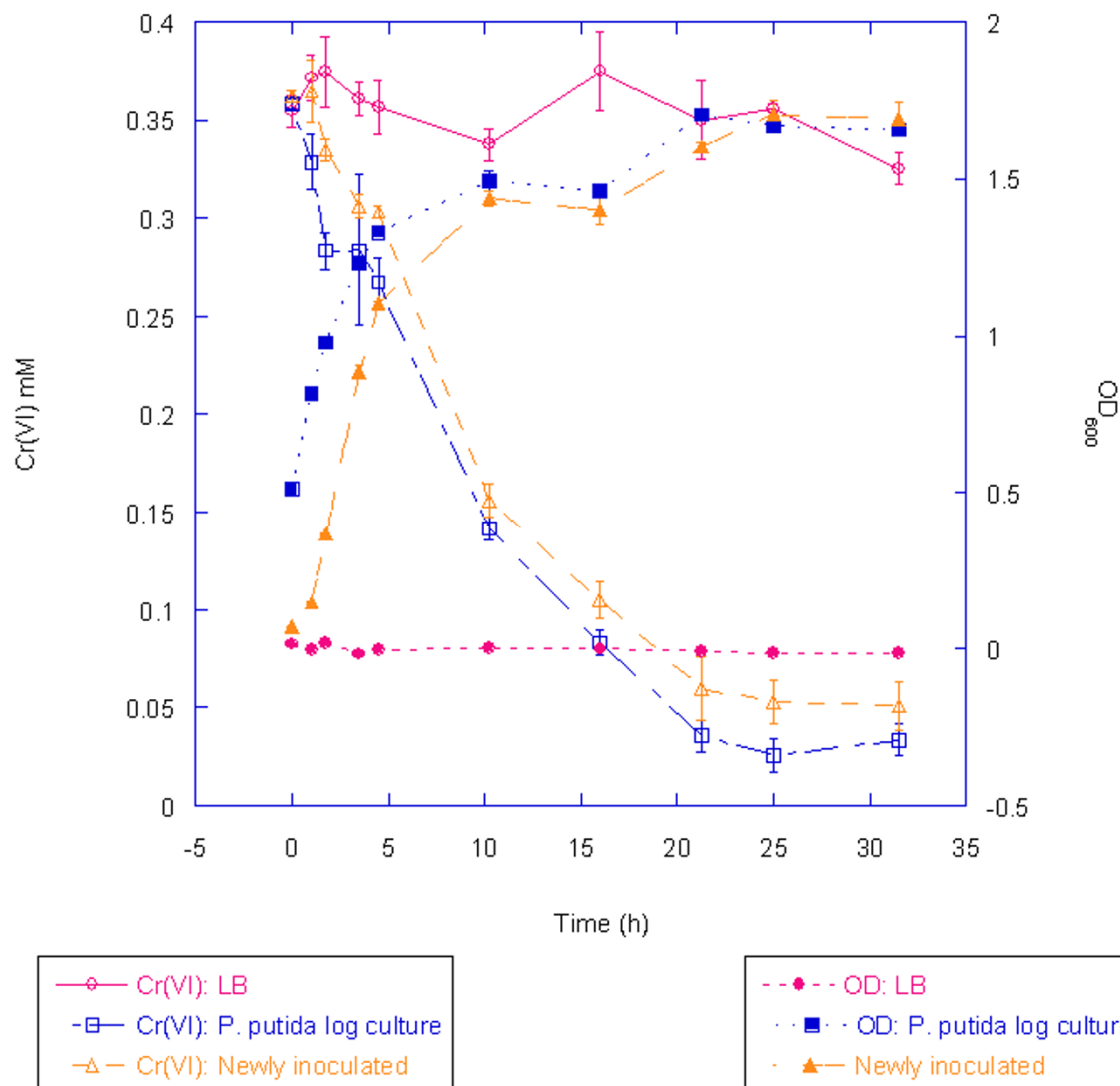 0.4
0.35
0.3
0.25
0.2
0.15
0.1
0.05
0
Cr(VI) mM
2
1.5
1
0.5
0
-0.5
OD600
-5 0 5 10 15 20 25 30 35
Time (h)
Cr(VI): LB
Cr(VI): P. putida log culture
Cr(VI): Newly inoculated
OD: LB
OD: P. putida log culture
Newly inoculated